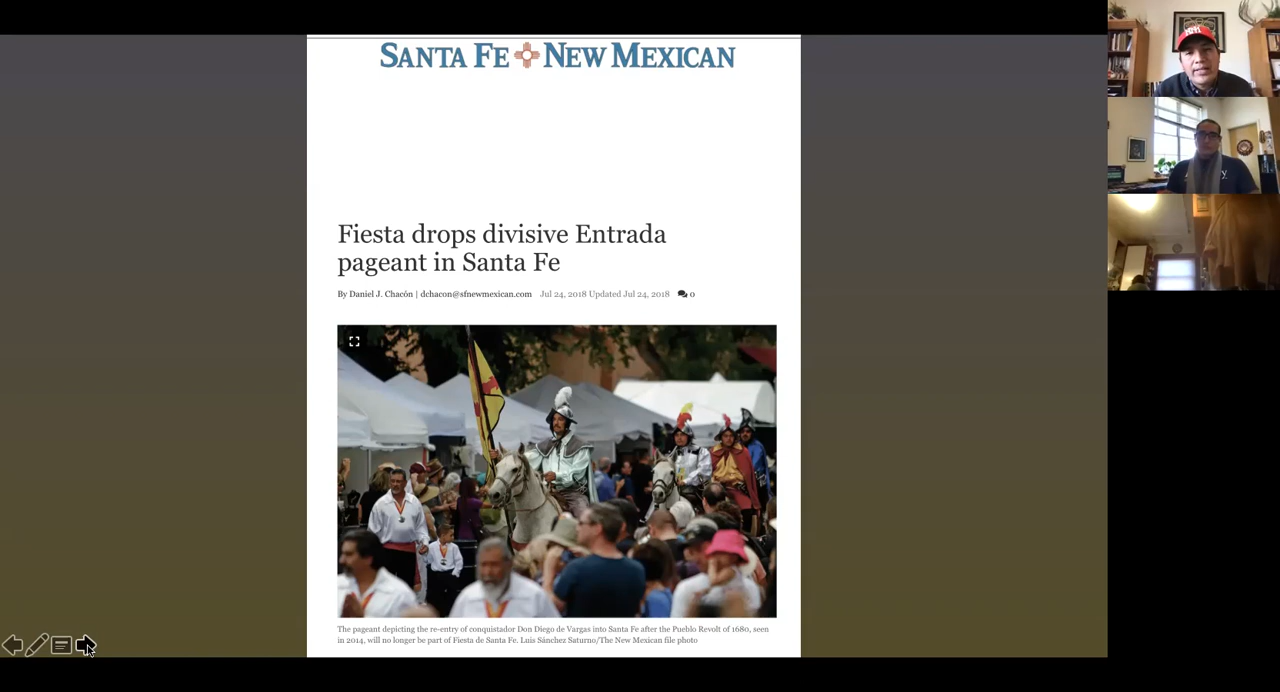 SANTA FE NEW MEXICAN
Fiesta drops divisive Entrada
pageant in Santa Fe
By Daniel J. Chacón | dchacon@sfnewmexican.com Jul 24, 2018 Updated Jul 24, 2018 0
The pageant depicting the re-entry of conquistador Don Diego de Vargas into Santa Fe after the Pueblo Revolt of 1680, seen
in 2014, will no longer be part of Fiesta de Santa Fe. Luis Sánchez Saturno/The New Mexican file photo